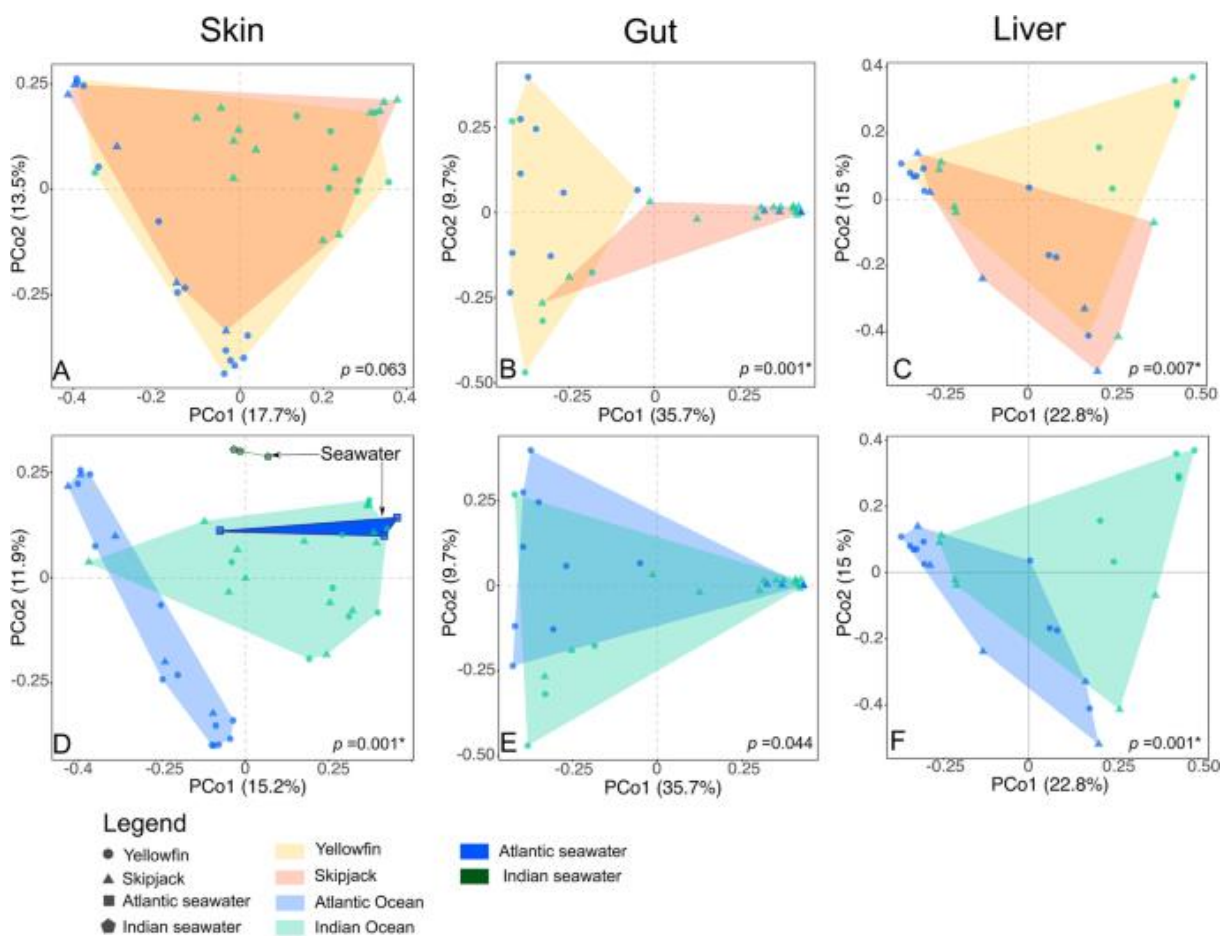 Skin
Gut
Liver
0.25
0
-0.25
PCo2 (13.5%)
A
p =0.063
-0.4
-0.2
0
0.2
0.4
PCo1 (17.7%)
0.25
0
-0.25
-0.50
PCo2 (9.7%)
B
p =0.001*
-0.25
0
0.25
PCo1 (35.7%)
0.4
0.2
0
-0.2
-0.4
PCo2 (15 %)
C
p =0.007*
-0.25
0
0.25
0.50
PCo1 (22.8%)
Seawater
0.25
0
-0.25
PCo2 (11.9%)
D
p =0.001*
-0.4
-0.25
0
0.25
PCo1 (15.2%)
0.25
0
-0.25
-0.50
PCo2 (9.7%)
E
p =0.044
-0.25
0
0.25
PCo1 (35.7%)
0.4
0.2
0
-0.2
-0.4
PCo2 (15 %)
F
p =0.001*
-0.25
0
0.25
0.50
PCo1 (22.8%)
Legend
Yellowfin
Skipjack
Atlantic seawater
Indian seawater
Yellowfin
Skipjack
Atlantic Ocean
Indian Ocean
Atlantic seawater
Indian seawater